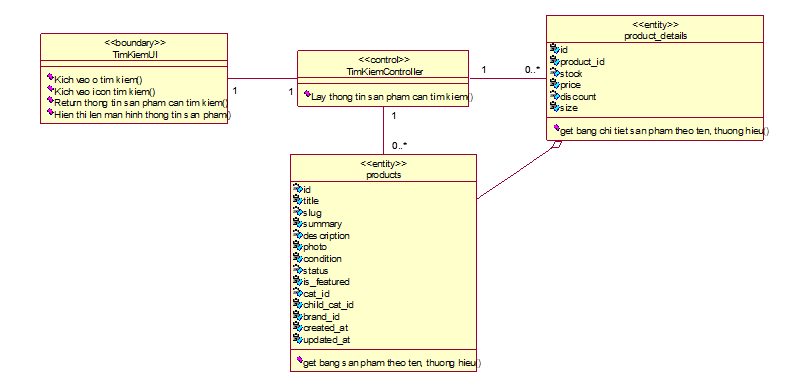 <<boundary>>
TimKiemUI
Kich vao o tim kiem()
Kich vao icon tim kiem()
Return thong tin san pham can tim kiem()
Hien thi len man hinh thong tin san pham()
1
1
<<control>>
TimKiemController
Lay thong tin san pham can tim kiem()
1
0..*
1
0..*
<<entity>>
product_details
id
product_id
stock
price
discount
size
get bang chi tiet san pham theo ten, thuong hieu()
<<entity>>
products
id
title
slug
summary
description
photo
condition
status
is_featured
cat_id
child_cat_id
brand_id
created_at
updated_at
get bang san pham theo ten, thuong hieu()